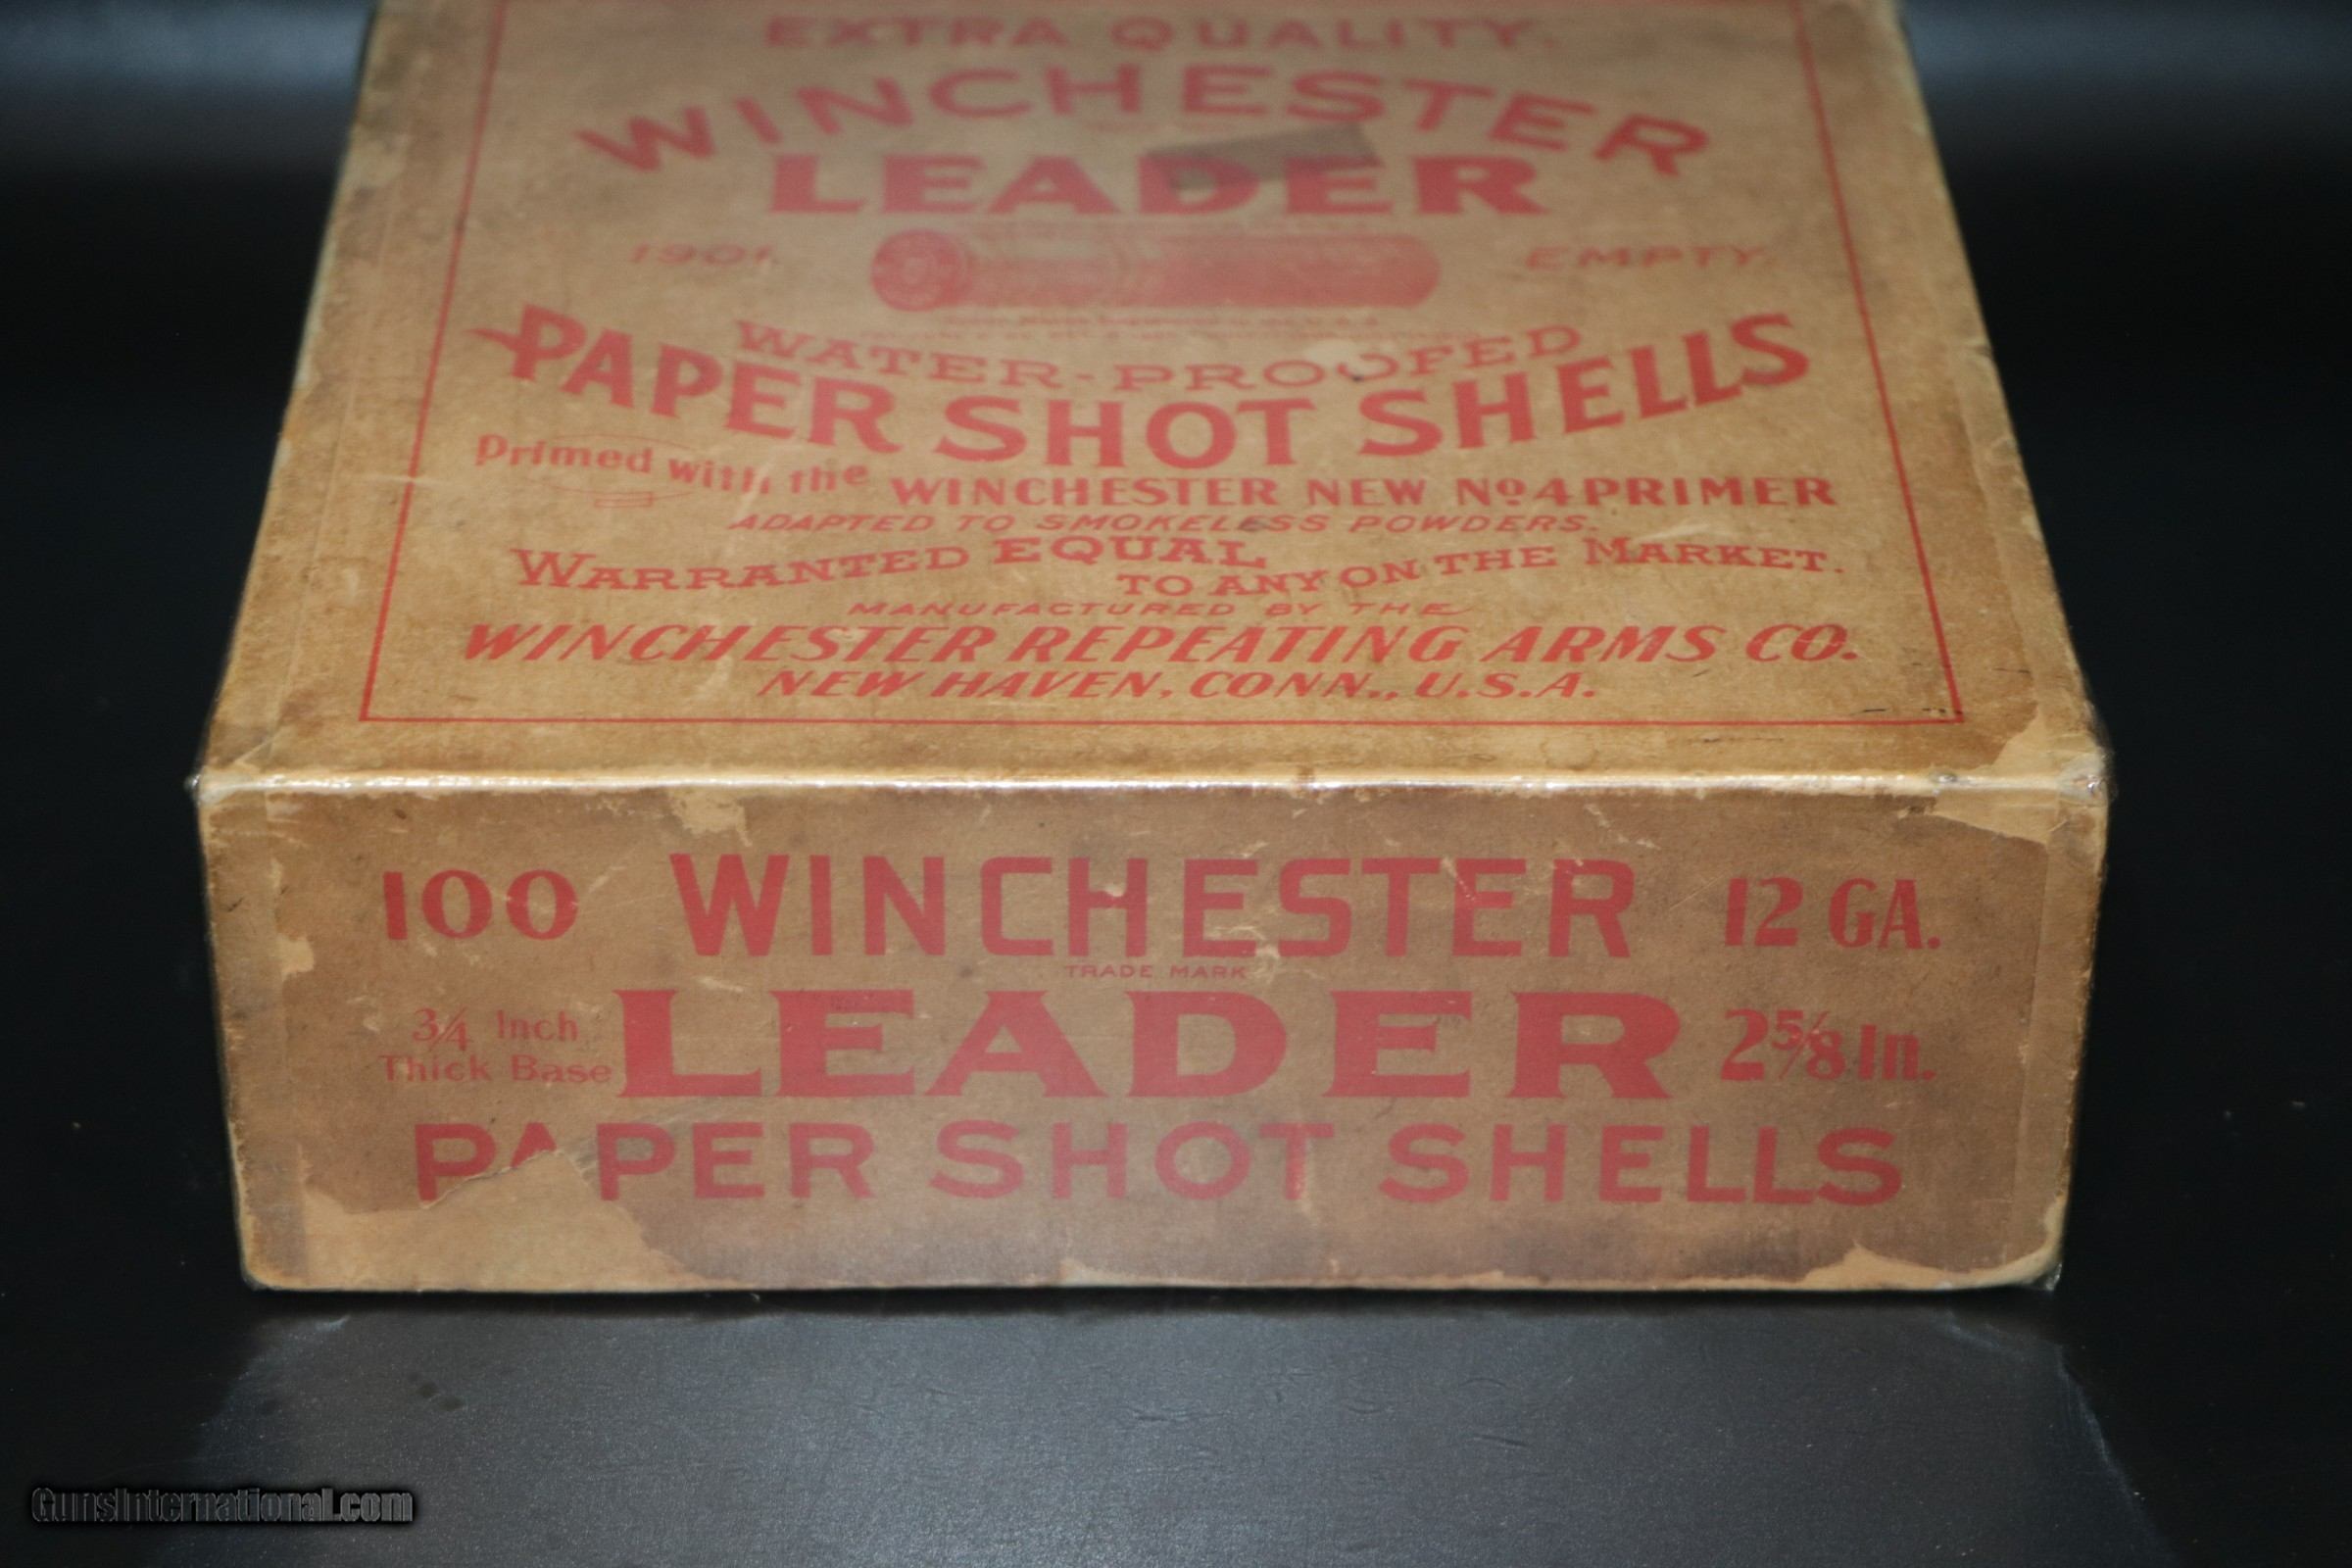 EXTRA QUALITY.
WINCHESTER
LEADER
1901. EMPTY.
WATER-PROOFED
PAPER SHOT SHELLS
Primed with the WINCHESTER NEW No 4 PRIMER
ADAPTED TO SMOKELESS POWDERS.
WARRANTED EQUAL
TO ANY ON THE MARKET.
MANUFACTURED BY THE
WINCHESTER REPEATING ARMS CO.
NEW HAVEN, CONN., U.S.A.
100 WINCHESTER 12 GA.
TRADE MARK
3/4 Inch
Thick Base LEADER 2 5/8 In.
PAPER SHOT SHELLS
GunsInternational.com